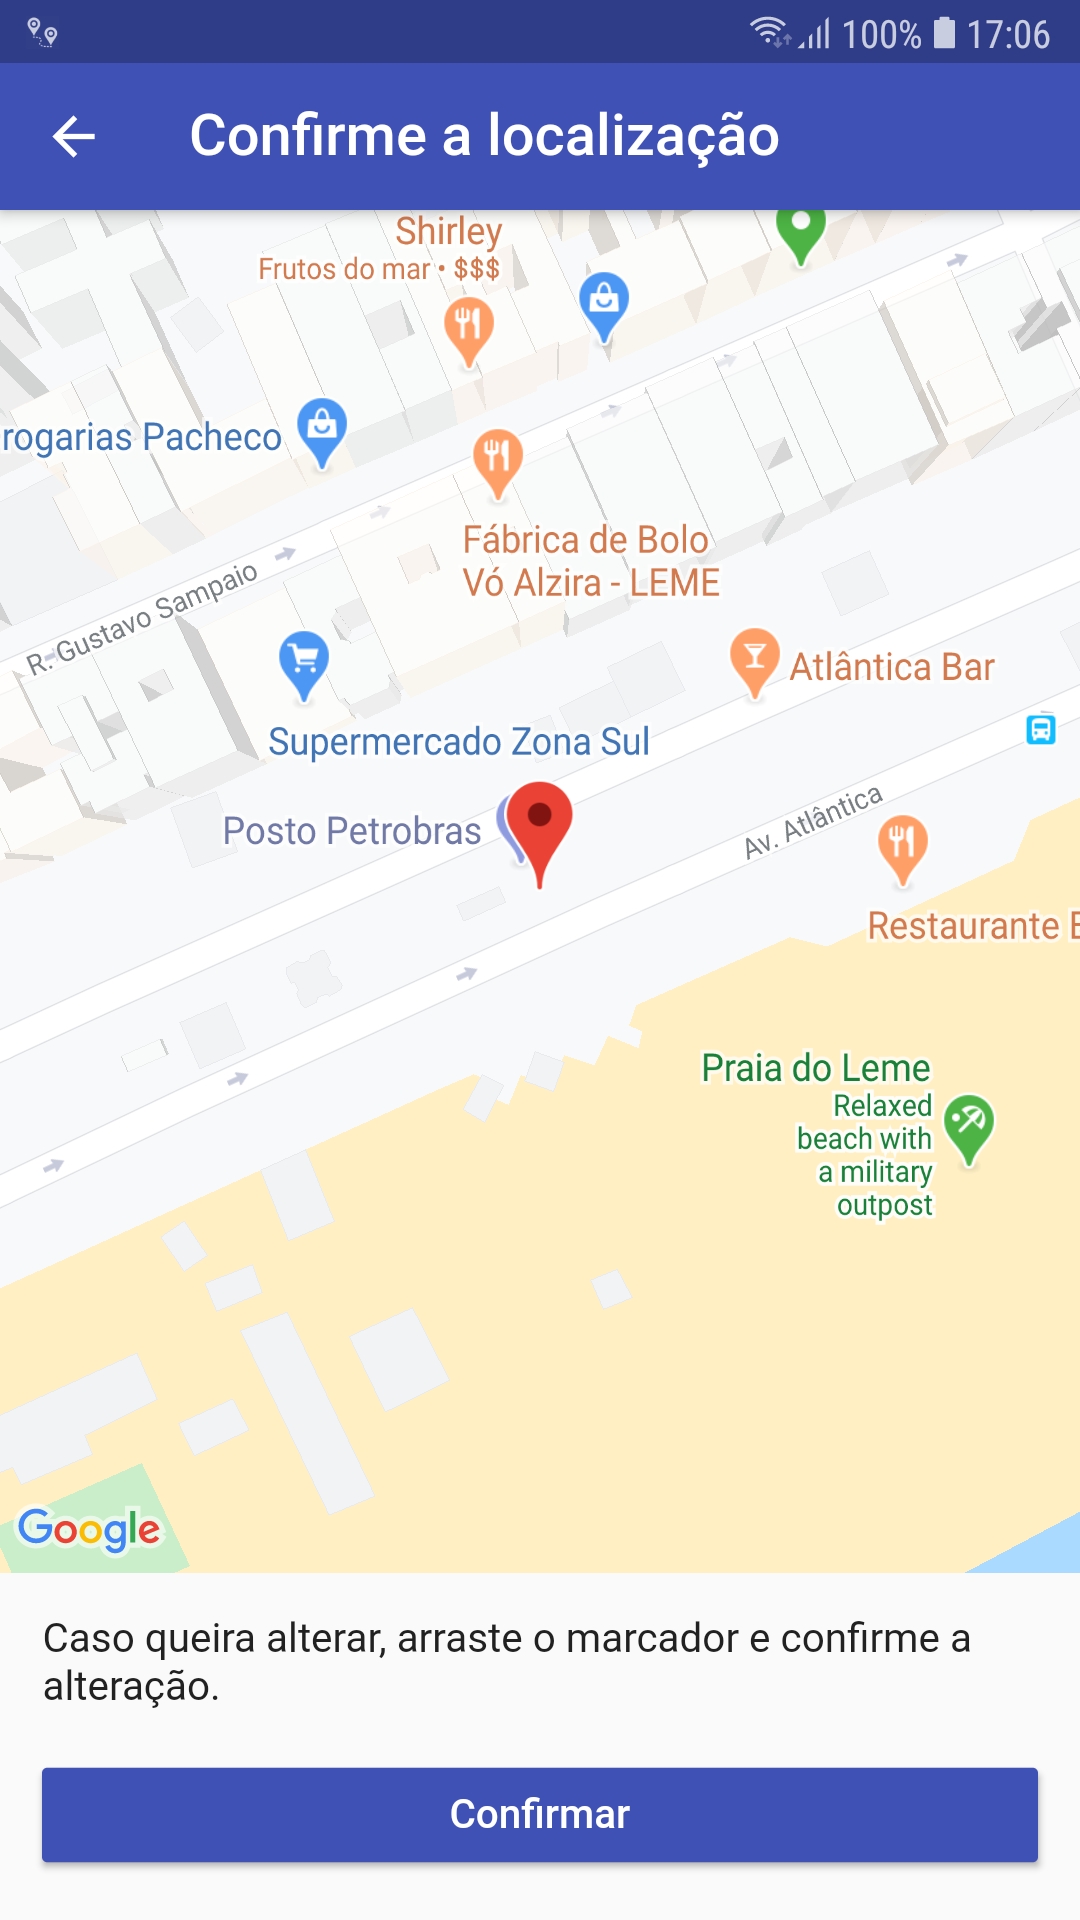 100% 17:06
Confirme a localização
Shirley
Frutos do mar • $$$
rogarias Pacheco
Fábrica de Bolo
Vó Alzira - LEME
R. Gustavo Sampaio
Atlântica Bar
Supermercado Zona Sul
Posto Petrobras
Av. Atlântica
Restaurante E
Praia do Leme
Relaxed
beach with
a military
outpost
Google
Caso queira alterar, arraste o marcador e confirme a
alteração.
Confirmar